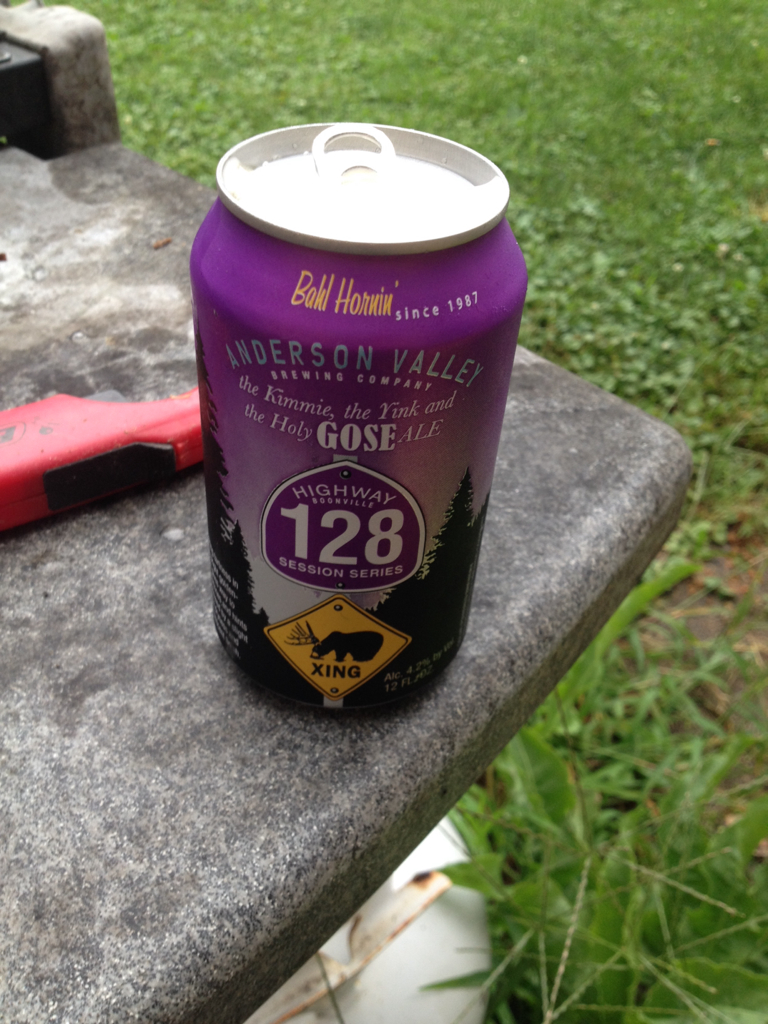 Bahl Hornin' since 1987
ANDERSON VALLEY
BREWING COMPANY
the Kimmie, the Yink and
the Holy GOSE ALE
HIGHWAY
BOONVILLE
128
SESSION SERIES
XING
Alc. 4.2% by Vol
12 FL. OZ.